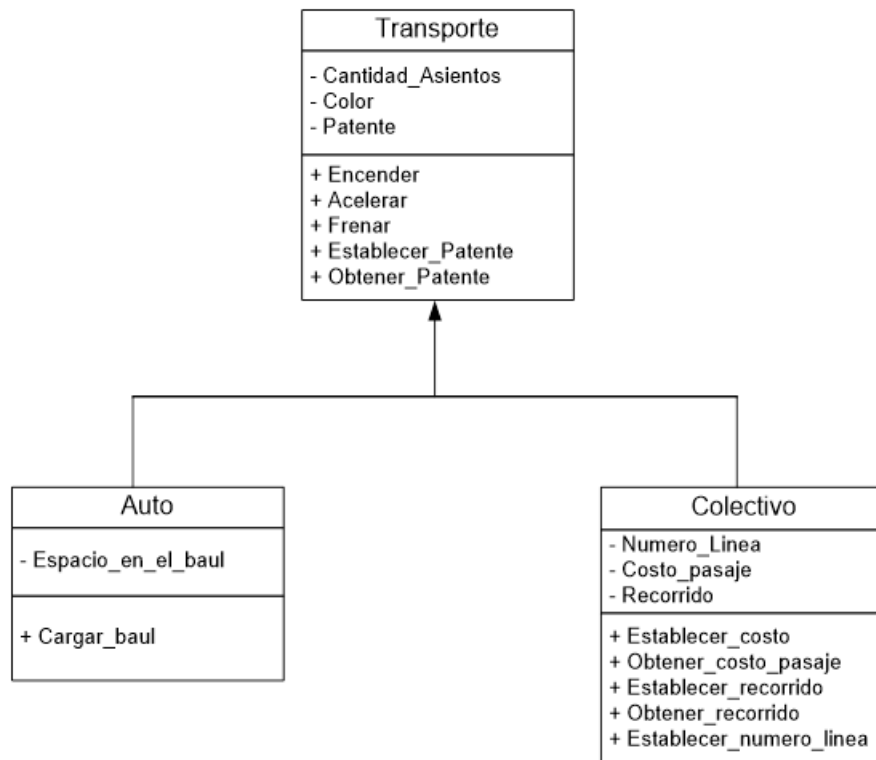 Transporte
- Cantidad_Asientos
- Color
- Patente
+ Encender
+ Acelerar
+ Frenar
+ Establecer_Patente
+ Obtener_Patente
Auto
- Espacio_en_el_baul
+ Cargar_baul
Colectivo
- Numero_Linea
- Costo_pasaje
- Recorrido
+ Establecer_costo
+ Obtener_costo_pasaje
+ Establecer_recorrido
+ Obtener_recorrido
+ Establecer_numero_linea